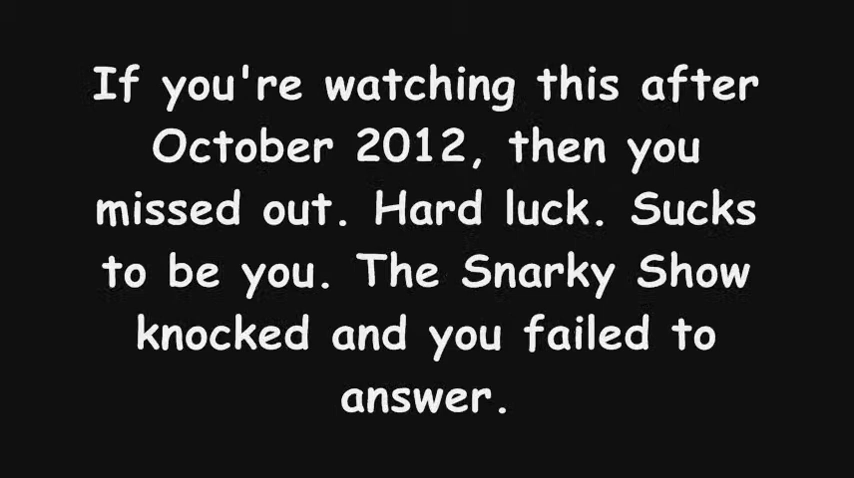 If you're watching this after
October 2012, then you
missed out. Hard luck. Sucks
to be you. The Snarky Show
knocked and you failed to
answer.